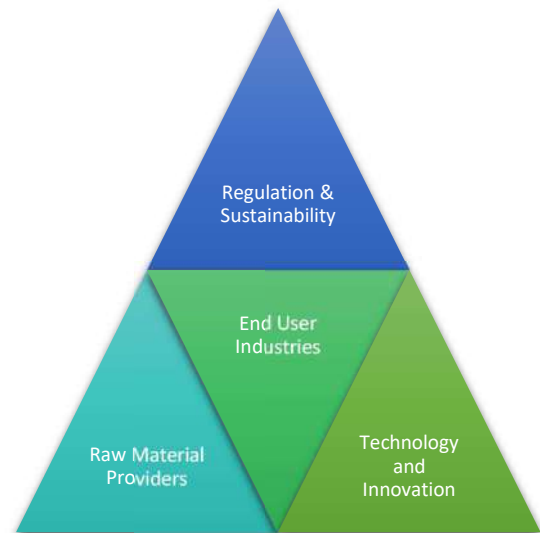 Regulation &
Sustainability
End User
Industries
Raw Material
Providers
Technology
and
Innovation